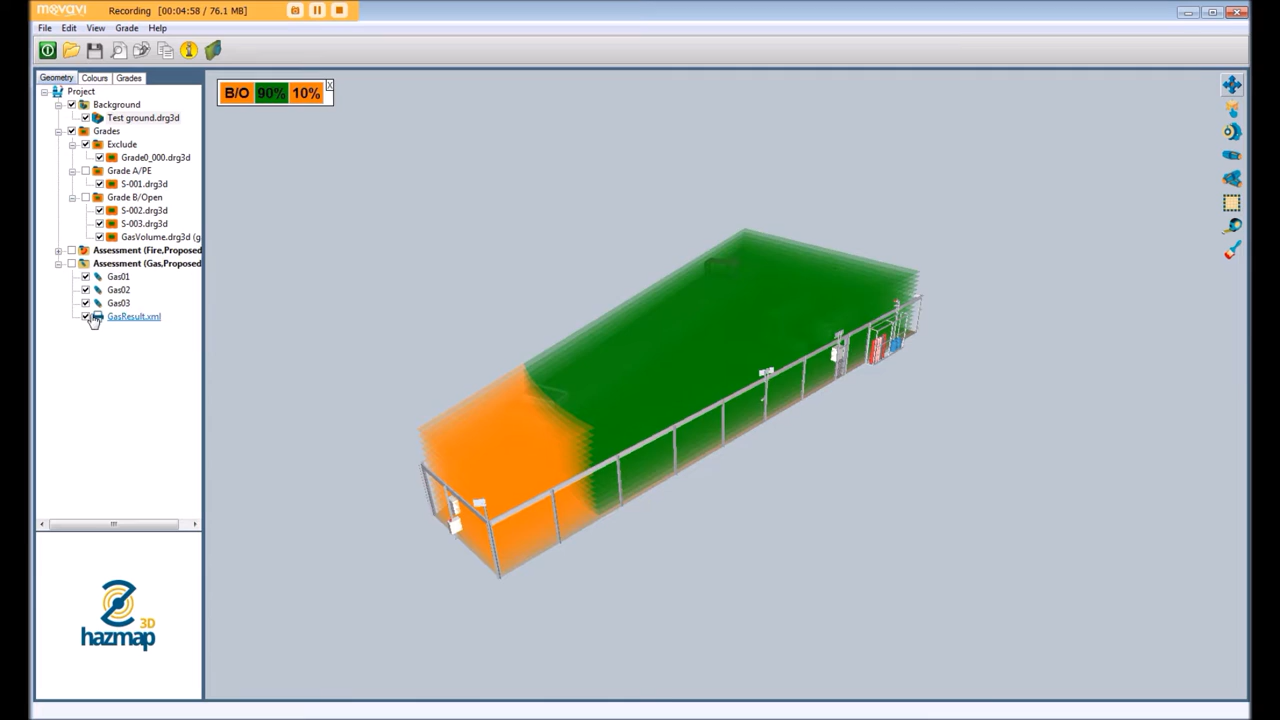 movavi
Recording [00:04:58 / 76.1 MB]
File Edit View Grade Help
Geometry Colours Grades
Project
Background
Test ground.drg3d
Grades
Exclude
Grade0_000.drg3d
Grade A/PE
S-001.drg3d
Grade B/Open
S-002.drg3d
S-003.drg3d
GasVolume.drg3d (g
Assessment (Fire,Proposed
Assessment (Gas,Proposed
Gas01
Gas02
Gas03
GasResult.xml
B/O 90% 10% X
3D
hazmap